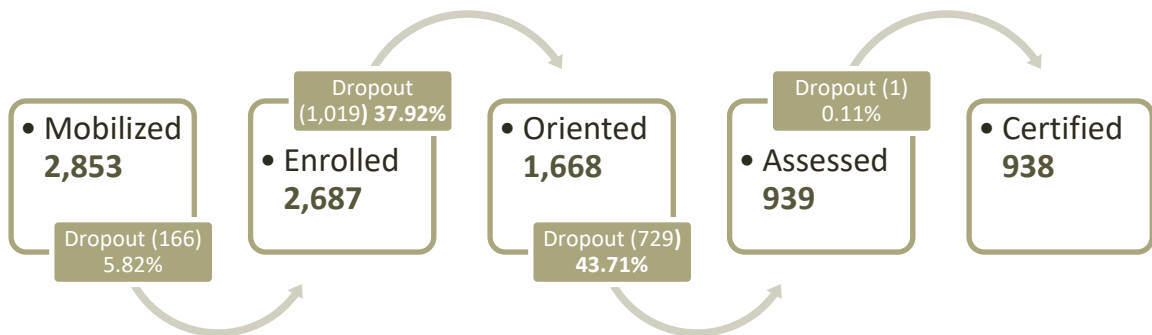 • Mobilized
2,853
Dropout (166)
5.82%
Dropout
(1,019) 37.92%
• Enrolled
2,687
• Oriented
1,668
Dropout (729)
43.71%
Dropout (1)
0.11%
• Assessed
939
• Certified
938